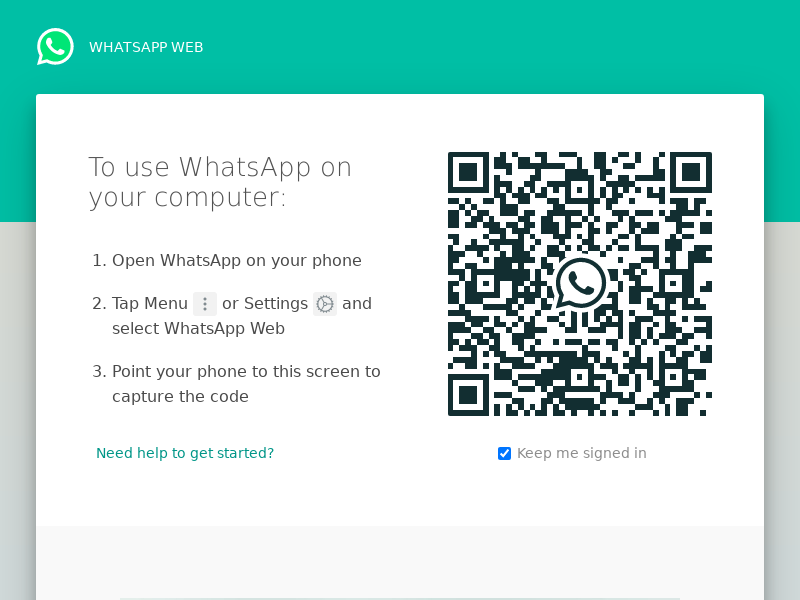 WHATSAPP WEB
To use WhatsApp on
your computer:
1. Open WhatsApp on your phone
2. Tap Menu or Settings and
select WhatsApp Web
3. Point your phone to this screen to
capture the code
Need help to get started?
Keep me signed in